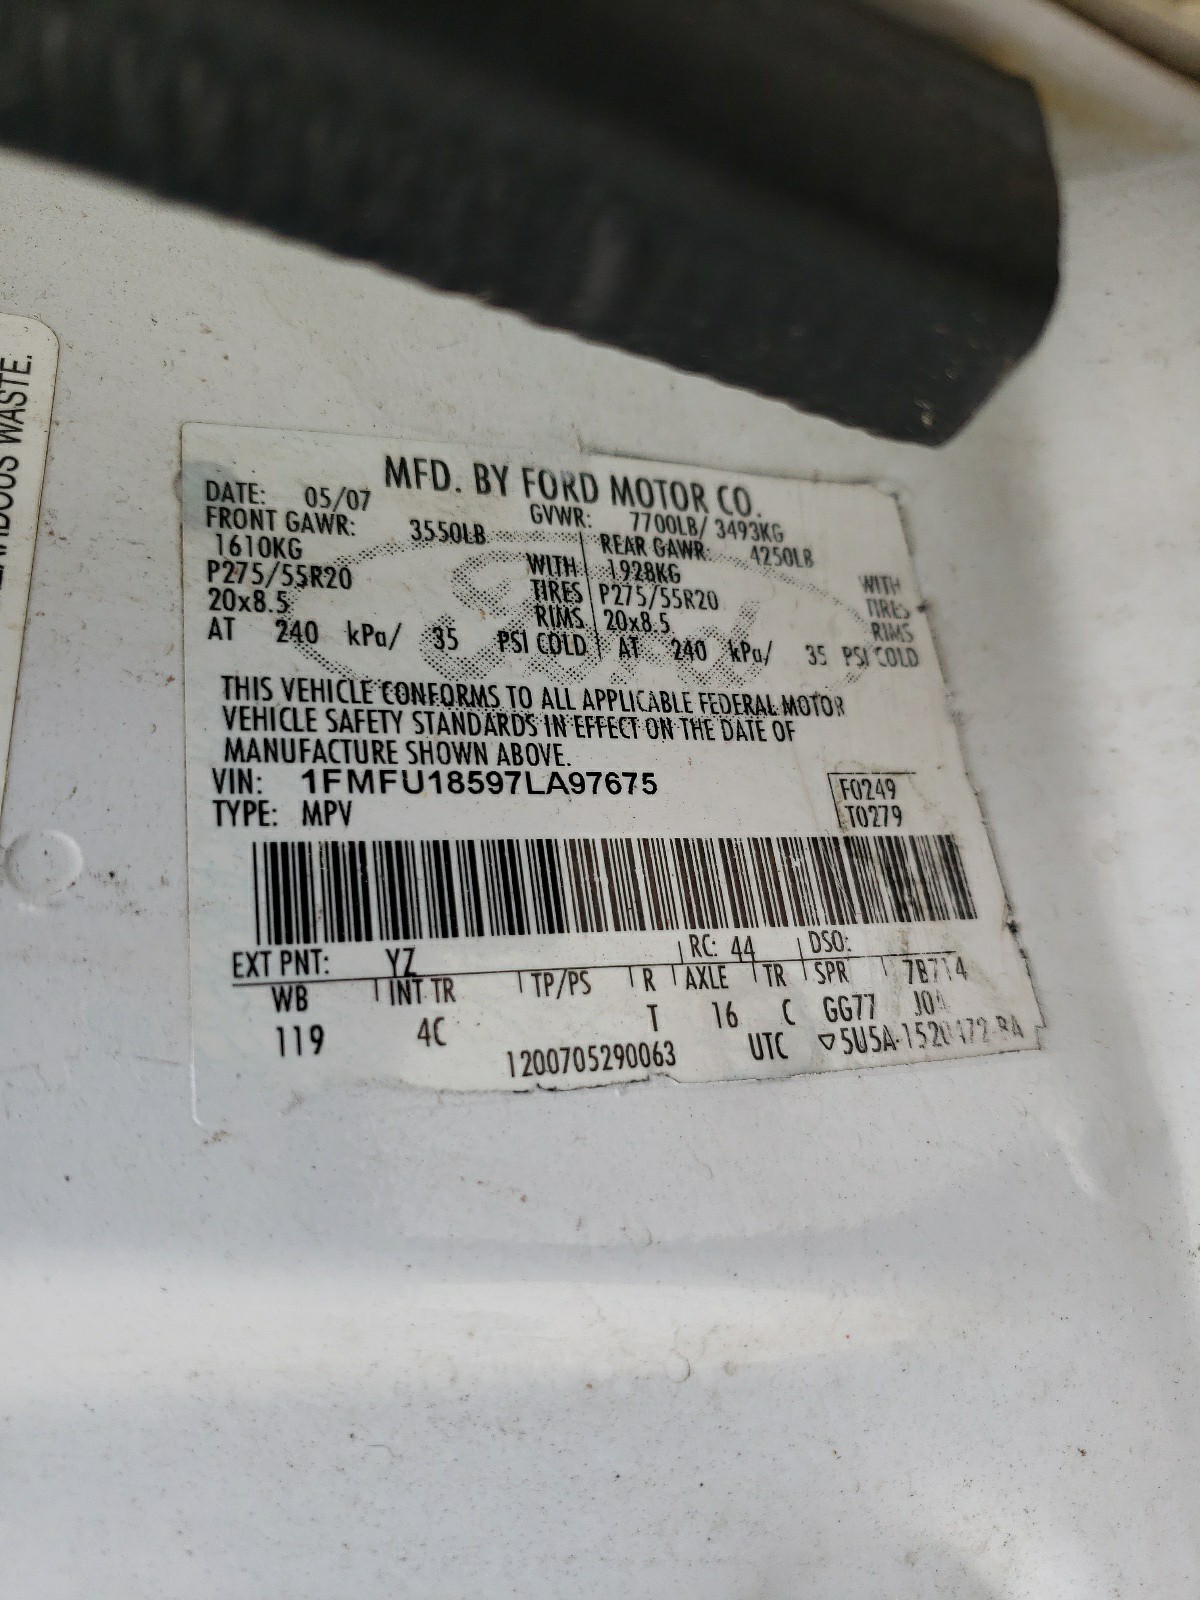 HAZARDOUS WASTE.
MFD. BY FORD MOTOR CO.
DATE: 05/07 GVWR: 7700LB/ 3493KG
FRONT GAWR: 3550LB REAR GAWR: 4250LB
1610KG WITH 1928KG WITH
P275/55R20 TIRES P275/55R20 TIRES
20x8.5 RIMS 20x8.5 RIMS
AT 240 kPa/ 35 PSI COLD AT 240 kPa/ 35 PSI COLD
THIS VEHICLE CONFORMS TO ALL APPLICABLE FEDERAL MOTOR
VEHICLE SAFETY STANDARDS IN EFFECT ON THE DATE OF
MANUFACTURE SHOWN ABOVE.
VIN: 1FMFU18597LA97675 F0249
TYPE: MPV T0279
EXT PNT: YZ RC: 44 DSO:
WB INT TR TP/PS R AXLE TR SPR 7B714
119 4C T 16 C GG77
1200705290063 UTC ▽5U5A-